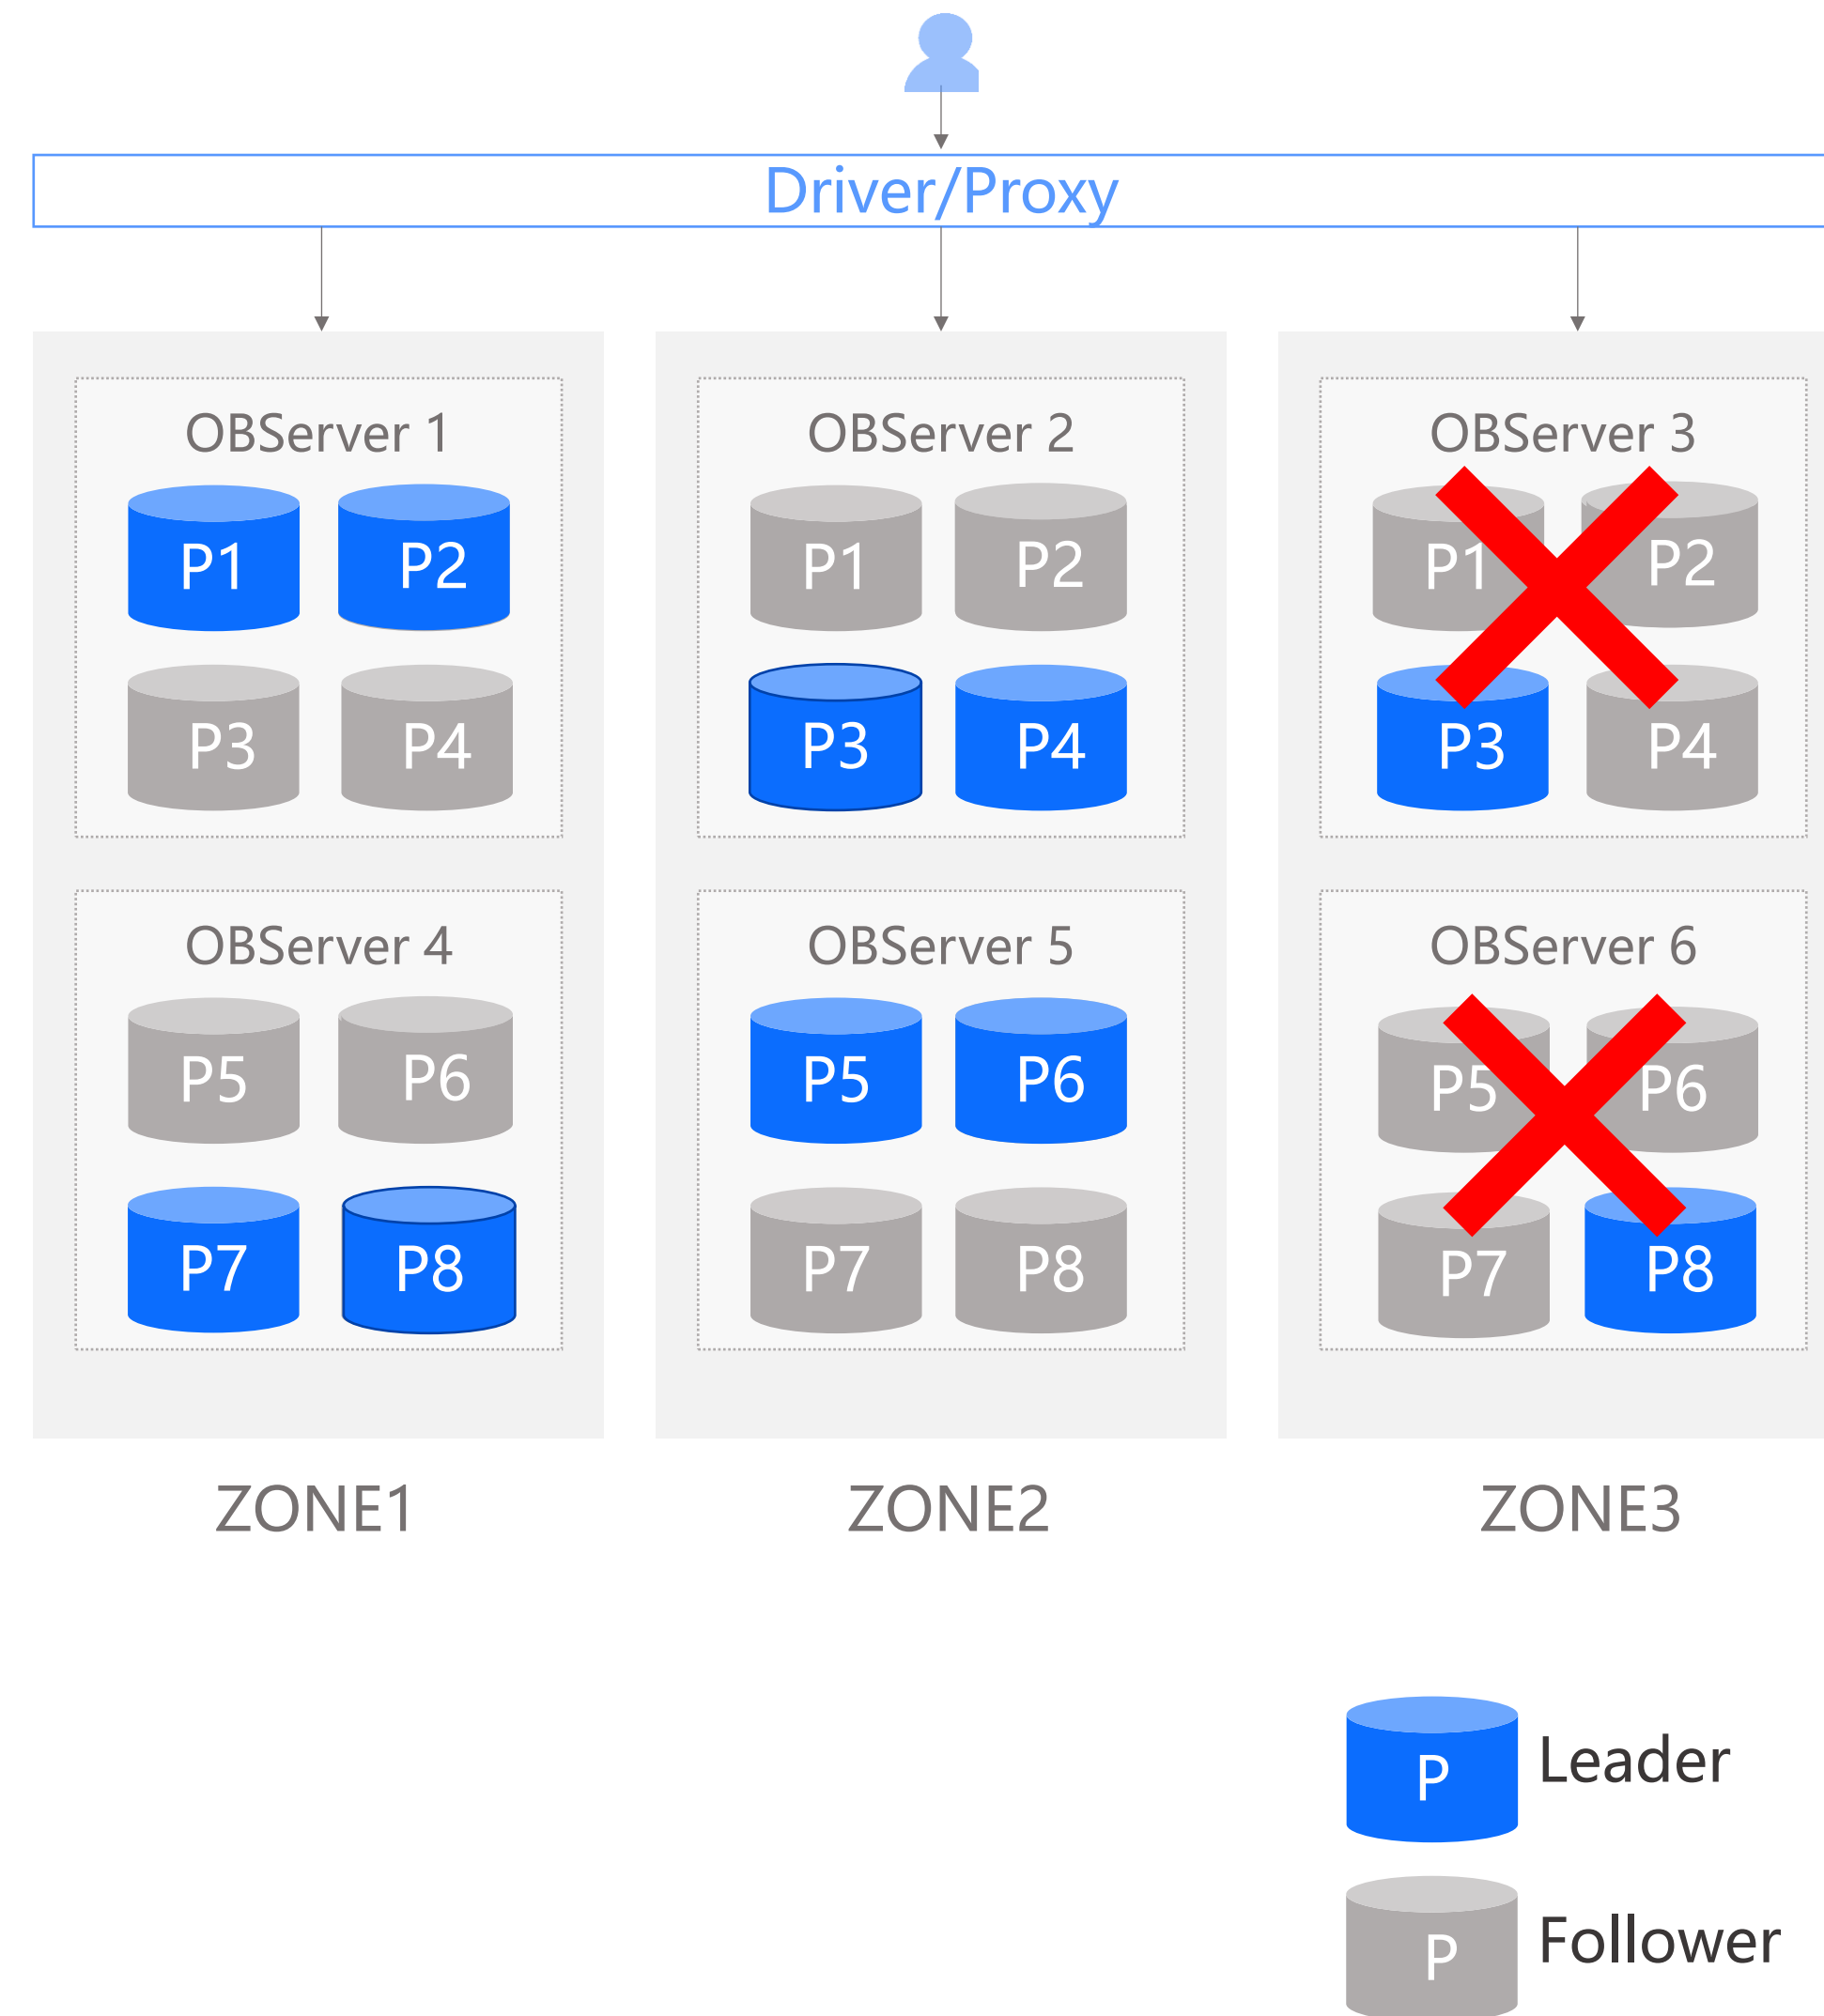 Driver/Proxy
OBServer 1
P1 P2
P3 P4
OBServer 4
P5 P6
P7 P8
ZONE1
OBServer 2
P1 P2
P3 P4
OBServer 5
P5 P6
P7 P8
ZONE2
OBServer 3
P1 P2
P3 P4
OBServer 6
P5 P6
P7 P8
ZONE3
P Leader
P Follower